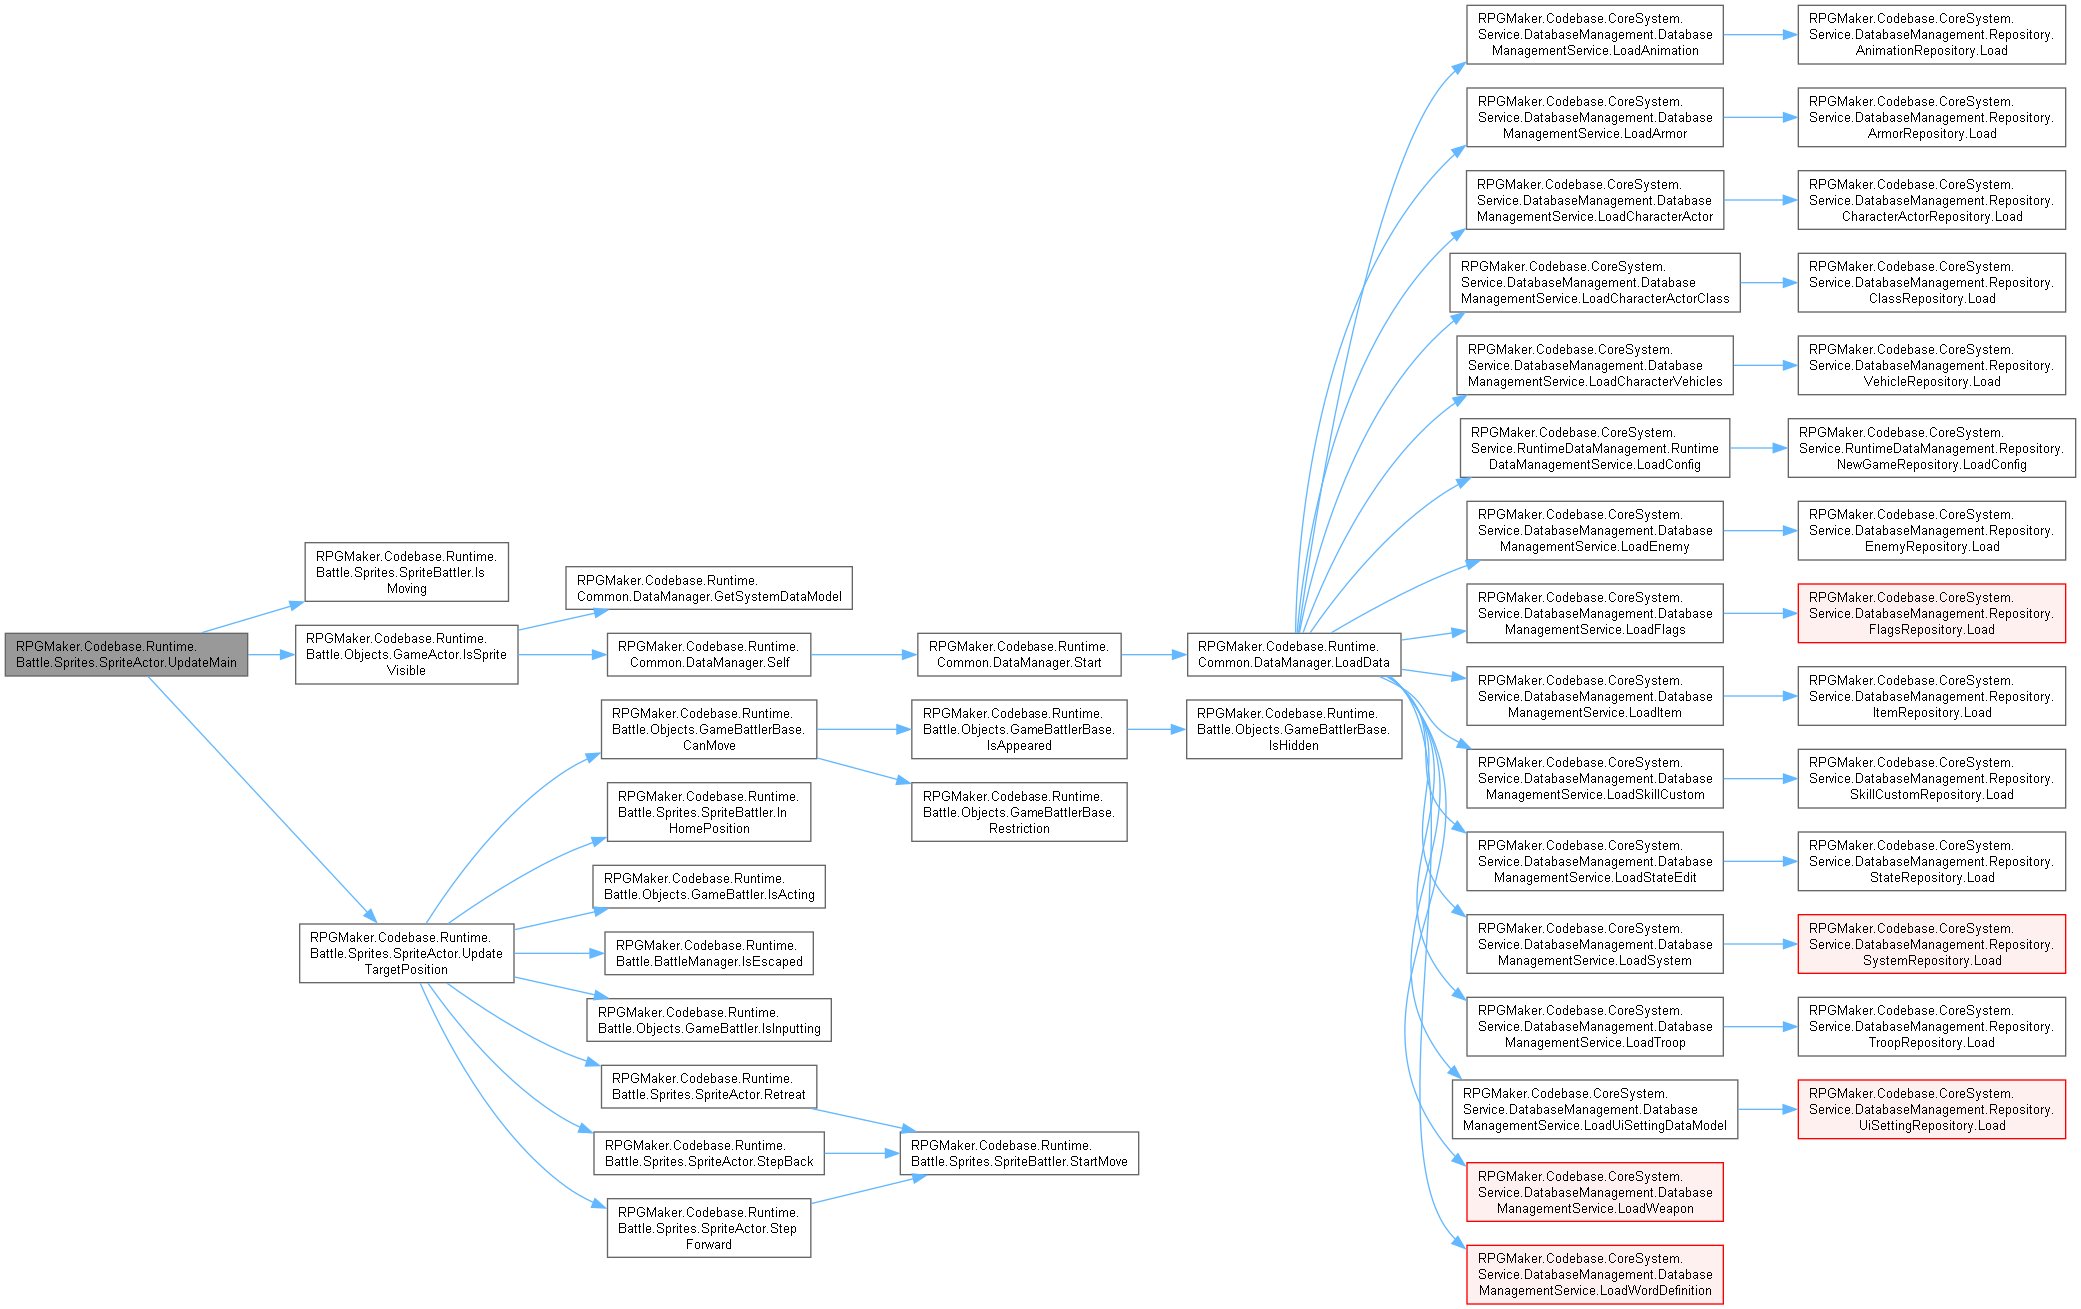 RPGMaker.Codebase.Runtime.
Battle.Sprites.SpriteActor.UpdateMain
RPGMaker.Codebase.Runtime.
Battle.Sprites.SpriteBattler.Is
Moving
RPGMaker.Codebase.Runtime.
Battle.Objects.GameActor.IsSprite
Visible
RPGMaker.Codebase.Runtime.
Battle.Sprites.SpriteActor.Update
TargetPosition
RPGMaker.Codebase.Runtime.
Common.DataManager.GetSystemDataModel
RPGMaker.Codebase.Runtime.
Common.DataManager.Self
RPGMaker.Codebase.Runtime.
Battle.Objects.GameBattlerBase.
CanMove
RPGMaker.Codebase.Runtime.
Battle.Sprites.SpriteBattler.In
HomePosition
RPGMaker.Codebase.Runtime.
Battle.Objects.GameBattler.IsActing
RPGMaker.Codebase.Runtime.
Battle.BattleManager.IsEscaped
RPGMaker.Codebase.Runtime.
Battle.Objects.GameBattler.IsInputting
RPGMaker.Codebase.Runtime.
Battle.Sprites.SpriteActor.Retreat
RPGMaker.Codebase.Runtime.
Battle.Sprites.SpriteActor.StepBack
RPGMaker.Codebase.Runtime.
Battle.Sprites.SpriteActor.Step
Forward
RPGMaker.Codebase.Runtime.
Common.DataManager.Start
RPGMaker.Codebase.Runtime.
Battle.Objects.GameBattlerBase.
IsAppeared
RPGMaker.Codebase.Runtime.
Battle.Objects.GameBattlerBase.
Restriction
RPGMaker.Codebase.Runtime.
Battle.Sprites.SpriteBattler.StartMove
RPGMaker.Codebase.Runtime.
Common.DataManager.LoadData
RPGMaker.Codebase.Runtime.
Battle.Objects.GameBattlerBase.
IsHidden
RPGMaker.Codebase.CoreSystem.
Service.DatabaseManagement.Database
ManagementService.LoadAnimation
RPGMaker.Codebase.CoreSystem.
Service.DatabaseManagement.Repository.
AnimationRepository.Load
RPGMaker.Codebase.CoreSystem.
Service.DatabaseManagement.Database
ManagementService.LoadArmor
RPGMaker.Codebase.CoreSystem.
Service.DatabaseManagement.Repository.
ArmorRepository.Load
RPGMaker.Codebase.CoreSystem.
Service.DatabaseManagement.Database
ManagementService.LoadCharacterActor
RPGMaker.Codebase.CoreSystem.
Service.DatabaseManagement.Repository.
CharacterActorRepository.Load
RPGMaker.Codebase.CoreSystem.
Service.DatabaseManagement.Database
ManagementService.LoadCharacterActorClass
RPGMaker.Codebase.CoreSystem.
Service.DatabaseManagement.Repository.
ClassRepository.Load
RPGMaker.Codebase.CoreSystem.
Service.DatabaseManagement.Database
ManagementService.LoadCharacterVehicles
RPGMaker.Codebase.CoreSystem.
Service.DatabaseManagement.Repository.
VehicleRepository.Load
RPGMaker.Codebase.CoreSystem.
Service.RuntimeDataManagement.Runtime
DataManagementService.LoadConfig
RPGMaker.Codebase.CoreSystem.
Service.RuntimeDataManagement.Repository.
NewGameRepository.LoadConfig
RPGMaker.Codebase.CoreSystem.
Service.DatabaseManagement.Database
ManagementService.LoadEnemy
RPGMaker.Codebase.CoreSystem.
Service.DatabaseManagement.Repository.
EnemyRepository.Load
RPGMaker.Codebase.CoreSystem.
Service.DatabaseManagement.Database
ManagementService.LoadFlags
RPGMaker.Codebase.CoreSystem.
Service.DatabaseManagement.Repository.
FlagsRepository.Load
RPGMaker.Codebase.CoreSystem.
Service.DatabaseManagement.Database
ManagementService.LoadItem
RPGMaker.Codebase.CoreSystem.
Service.DatabaseManagement.Repository.
ItemRepository.Load
RPGMaker.Codebase.CoreSystem.
Service.DatabaseManagement.Database
ManagementService.LoadSkillCustom
RPGMaker.Codebase.CoreSystem.
Service.DatabaseManagement.Repository.
SkillCustomRepository.Load
RPGMaker.Codebase.CoreSystem.
Service.DatabaseManagement.Database
ManagementService.LoadStateEdit
RPGMaker.Codebase.CoreSystem.
Service.DatabaseManagement.Repository.
StateRepository.Load
RPGMaker.Codebase.CoreSystem.
Service.DatabaseManagement.Database
ManagementService.LoadSystem
RPGMaker.Codebase.CoreSystem.
Service.DatabaseManagement.Repository.
SystemRepository.Load
RPGMaker.Codebase.CoreSystem.
Service.DatabaseManagement.Database
ManagementService.LoadTroop
RPGMaker.Codebase.CoreSystem.
Service.DatabaseManagement.Repository.
TroopRepository.Load
RPGMaker.Codebase.CoreSystem.
Service.DatabaseManagement.Database
ManagementService.LoadUiSettingDataModel
RPGMaker.Codebase.CoreSystem.
Service.DatabaseManagement.Repository.
UiSettingRepository.Load
RPGMaker.Codebase.CoreSystem.
Service.DatabaseManagement.Database
ManagementService.LoadWeapon
RPGMaker.Codebase.CoreSystem.
Service.DatabaseManagement.Database
ManagementService.LoadWordDefinition